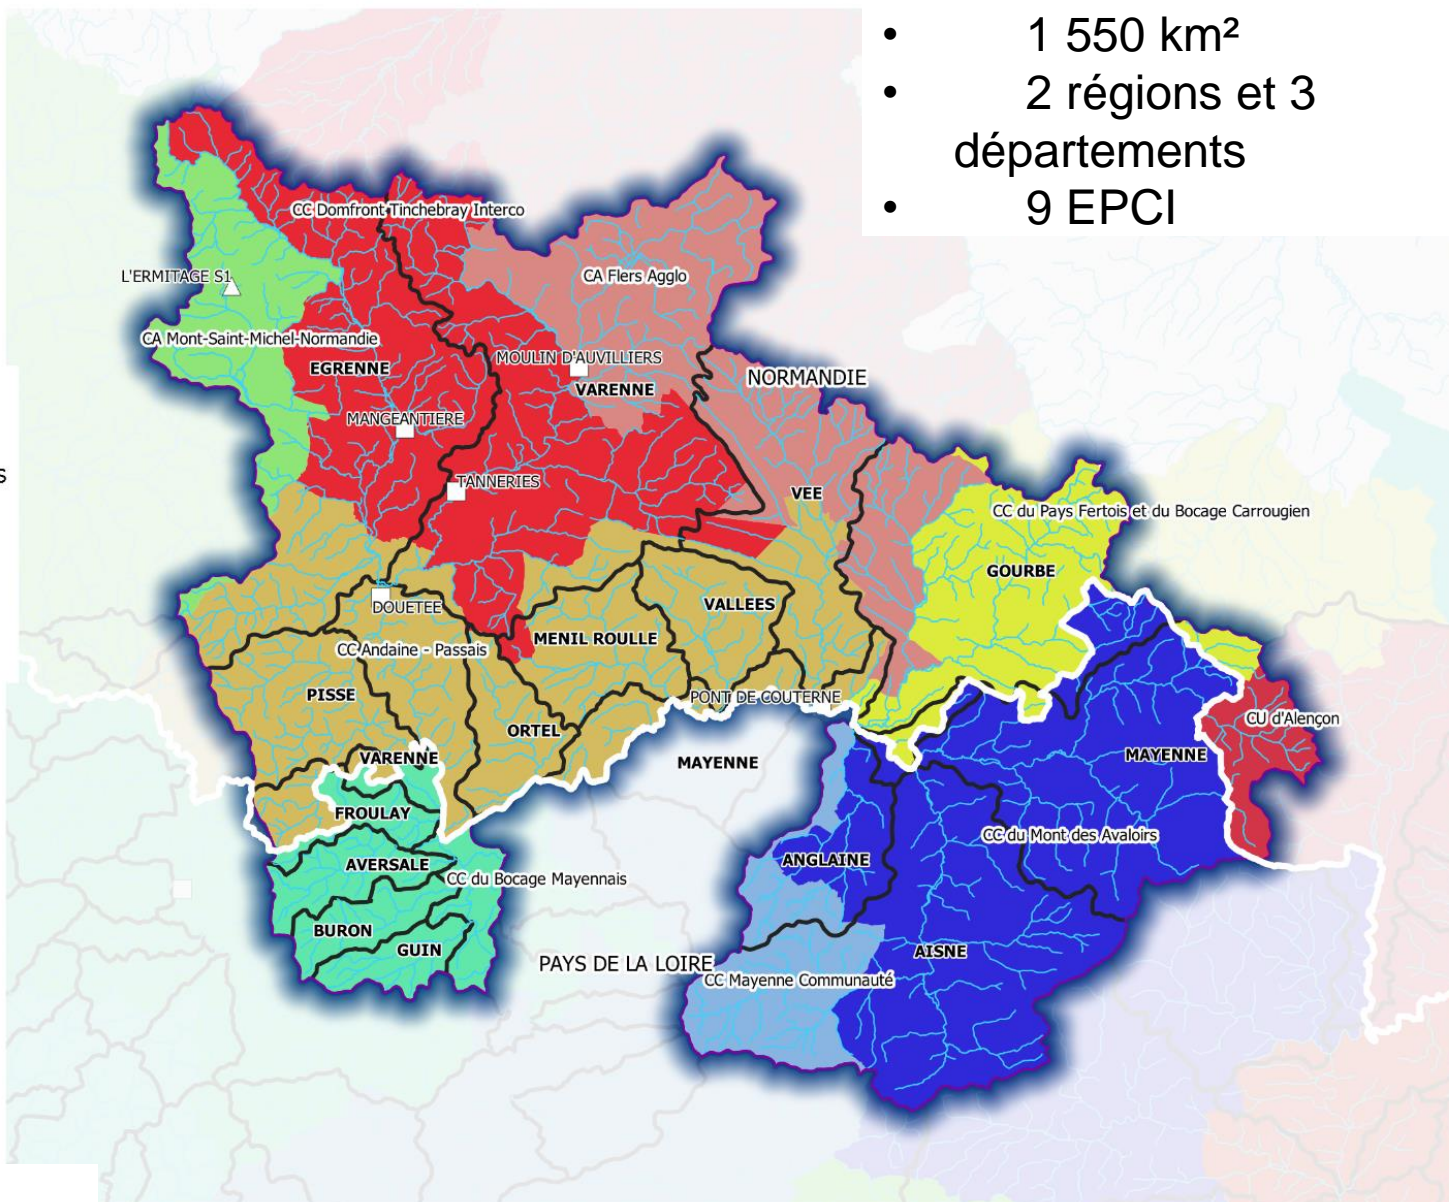 • 1 550 km²
• 2 régions et 3
départements
• 9 EPCI
CC Domfront Tinchebray Interco
CA Flers Agglo
L'ERMITAGE S1
CA Mont-Saint-Michel-Normandie
MOULIN D'AUVILLIERS
EGRENNE
VARENNE
NORMANDIE
MANGEANTIERE
s
TANNERIES
VEE
CC du Pays Fertois et du Bocage Carrougien
GOURBE
DOUETEE
VALLEES
MENIL ROULLE
CC Andaine - Passais
PISSE
PONT DE COUTERNE
CU d'Alençon
ORTEL
VARENNE
MAYENNE
MAYENNE
FROULAY
CC du Mont des Avaloirs
AVERSALE
ANGLAINE
CC du Bocage Mayennais
BURON
GUIN
AISNE
PAYS DE LA LOIRE
CC Mayenne Communauté